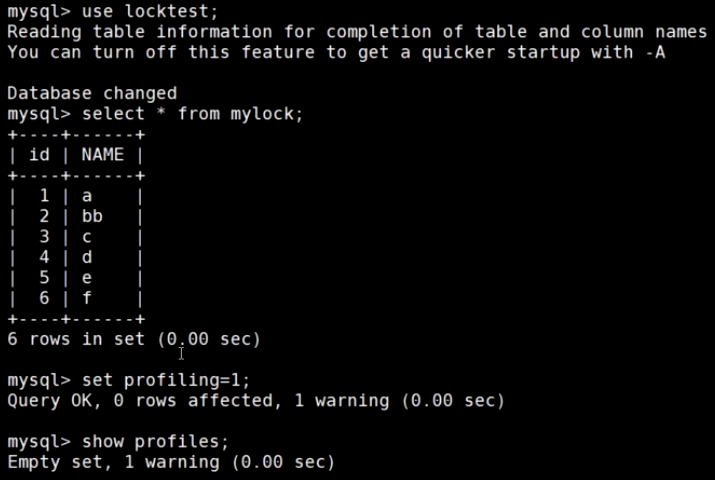 mysql> use locktest;
Reading table information for completion of table and column names
You can turn off this feature to get a quicker startup with -A
Database changed
mysql> select * from mylock;
+----+------+
| id | NAME |
+----+------+
|  1 | a    |
|  2 | bb   |
|  3 | c    |
|  4 | d    |
|  5 | e    |
|  6 | f    |
+----+------+
6 rows in set (0.00 sec)
mysql> set profiling=1;
Query OK, 0 rows affected, 1 warning (0.00 sec)
mysql> show profiles;
Empty set, 1 warning (0.00 sec)